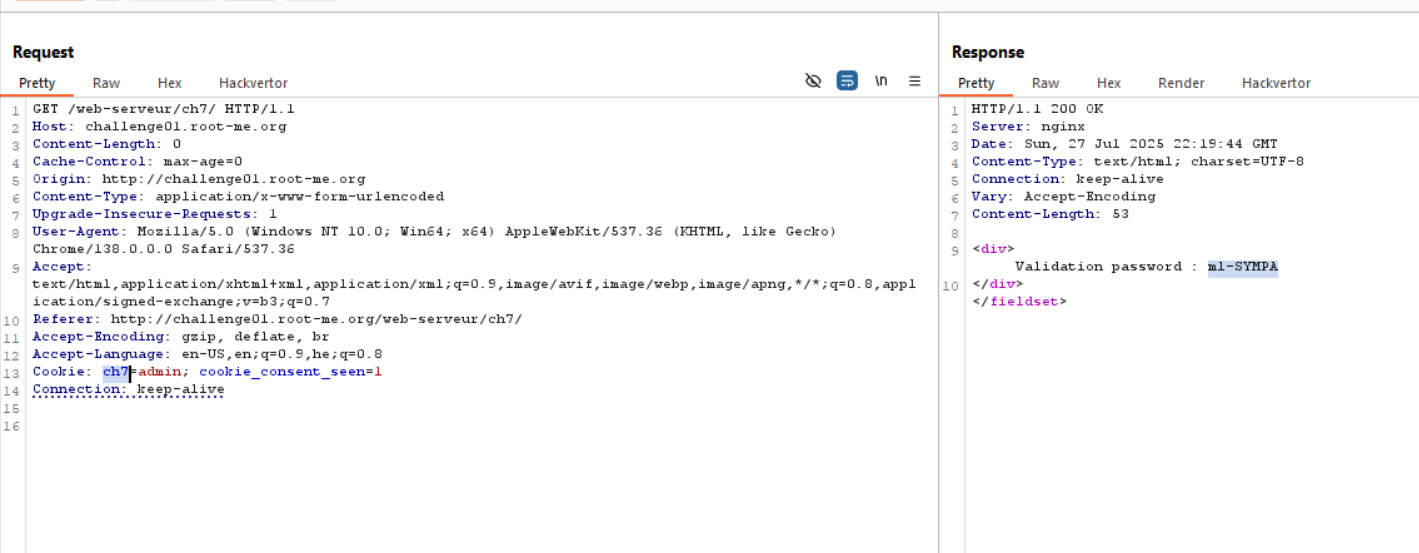 Request
Pretty Raw Hex Hackvertor
\n
1 GET /web-serveur/ch7/ HTTP/1.1
2 Host: challenge01.root-me.org
3 Content-Length: 0
4 Cache-Control: max-age=0
5 Origin: http://challenge01.root-me.org
6 Content-Type: application/x-www-form-urlencoded
7 Upgrade-Insecure-Requests: 1
8 User-Agent: Mozilla/5.0 (Windows NT 10.0; Win64; x64) AppleWebKit/537.36 (KHTML, like Gecko)
Chrome/138.0.0.0 Safari/537.36
9 Accept:
text/html,application/xhtml+xml,application/xml;q=0.9,image/avif,image/webp,image/apng,*/*;q=0.8,appl
ication/signed-exchange;v=b3;q=0.7
10 Referer: http://challenge01.root-me.org/web-serveur/ch7/
11 Accept-Encoding: gzip, deflate, br
12 Accept-Language: en-US,en;q=0.9,he;q=0.8
13 Cookie: ch7=admin; cookie_consent_seen=1
14 Connection: keep-alive
15
16
Response
Pretty Raw Hex Render Hackvertor
1 HTTP/1.1 200 OK
2 Server: nginx
3 Date: Sun, 27 Jul 2025 22:19:44 GMT
4 Content-Type: text/html; charset=UTF-8
5 Connection: keep-alive
6 Vary: Accept-Encoding
7 Content-Length: 53
8
9 <div>
Validation password : ml-SYMPA
10 </div>
</fieldset>